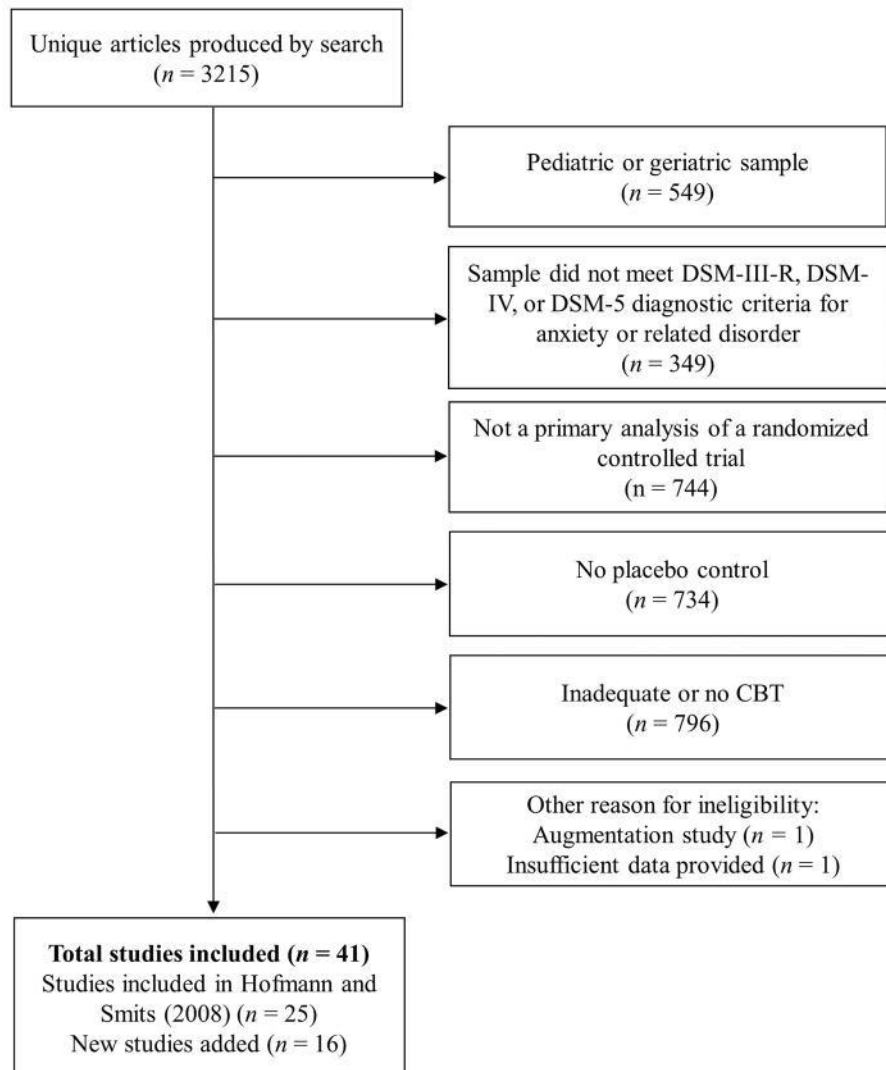 Unique articles produced by search
(n = 3215)
Pediatric or geriatric sample
(n = 549)
Sample did not meet DSM-III-R, DSM-
IV, or DSM-5 diagnostic criteria for
anxiety or related disorder
(n = 349)
Not a primary analysis of a randomized
controlled trial
(n = 744)
No placebo control
(n = 734)
Inadequate or no CBT
(n = 796)
Other reason for ineligibility:
Augmentation study (n = 1)
Insufficient data provided (n = 1)
Total studies included (n = 41)
Studies included in Hofmann and
Smits (2008) (n = 25)
New studies added (n = 16)